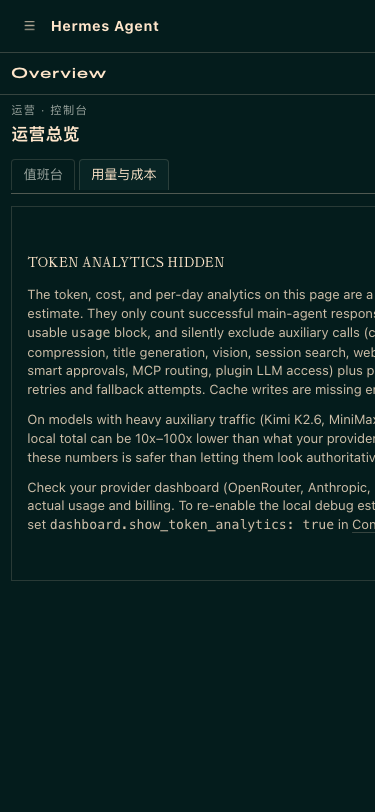 Hermes Agent
Overview
运营 · 控制台
运营总览
值班台
用量与成本
TOKEN ANALYTICS HIDDEN
The token, cost, and per-day analytics on this page are a
estimate. They only count successful main-agent respon
usable usage block, and silently exclude auxiliary calls (c
compression, title generation, vision, session search, web
smart approvals, MCP routing, plugin LLM access) plus p
retries and fallback attempts. Cache writes are missing e
On models with heavy auxiliary traffic (Kimi K2.6, MiniMax
local total can be 10x–100x lower than what your provider
these numbers is safer than letting them look authoritativ
Check your provider dashboard (OpenRouter, Anthropic,
actual usage and billing. To re-enable the local debug est
set dashboard.show_token_analytics: true in Con